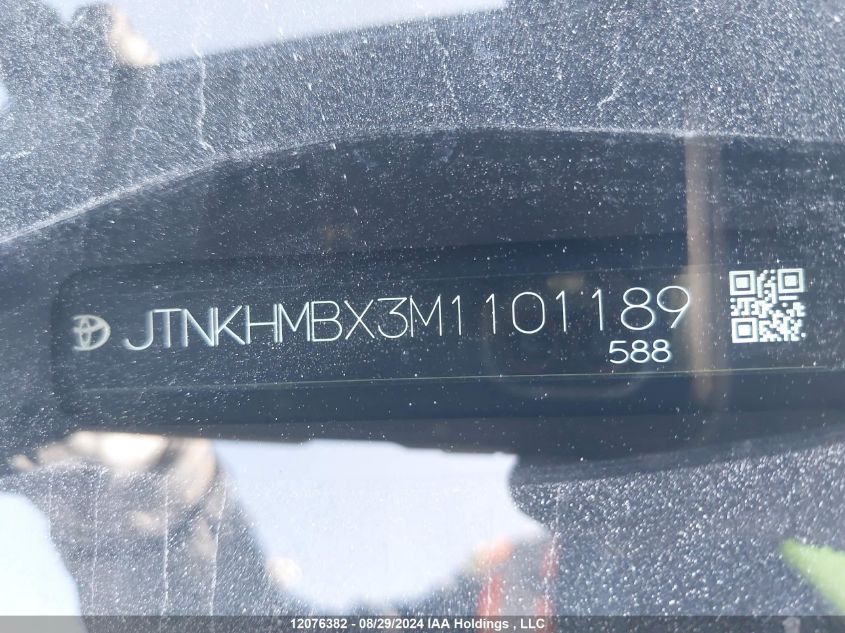 JTNKHMBX3M1101189
588
12076382 - 08/29/2024 IAA Holdings , LLC